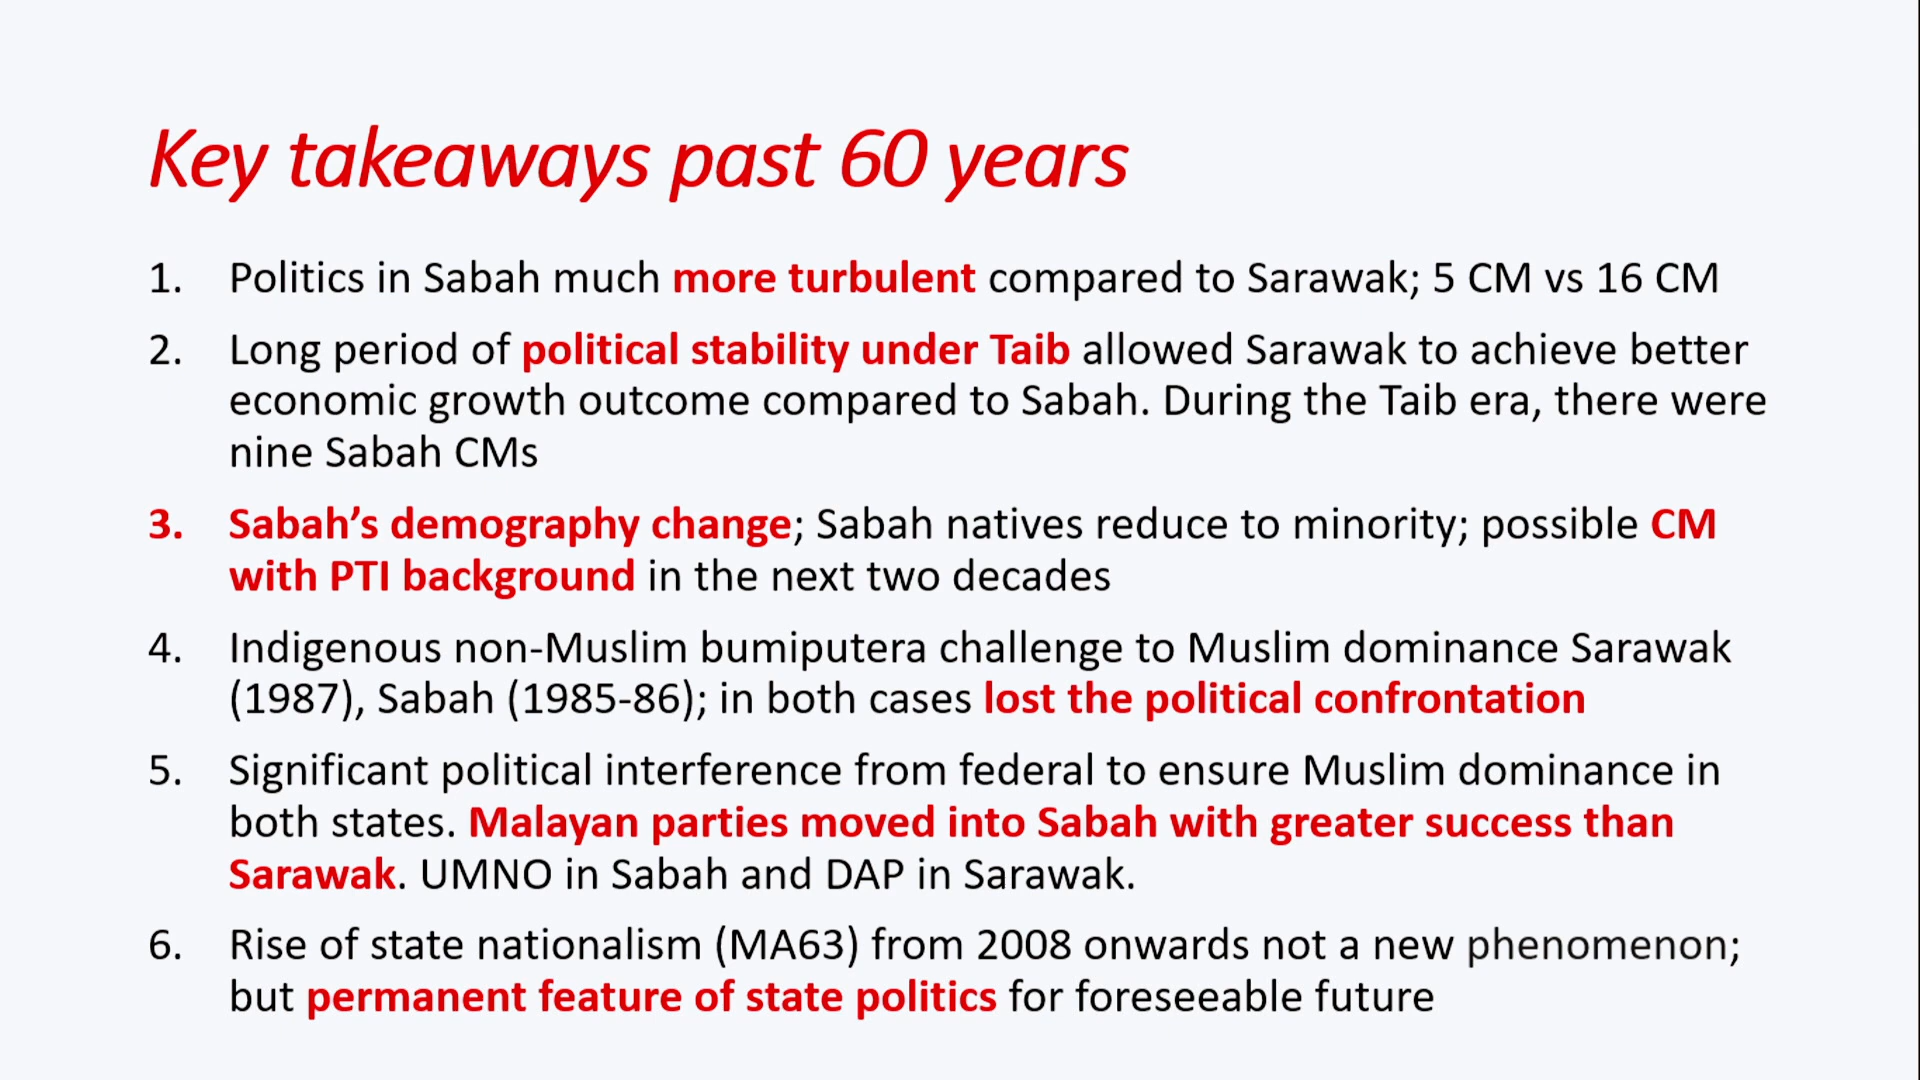 Key takeaways past 60 years
1. Politics in Sabah much more turbulent compared to Sarawak; 5 CM vs 16 CM
2. Long period of political stability under Taib allowed Sarawak to achieve better
economic growth outcome compared to Sabah. During the Taib era, there were
nine Sabah CMs
3. Sabah’s demography change; Sabah natives reduce to minority; possible CM
with PTI background in the next two decades
4. Indigenous non-Muslim bumiputera challenge to Muslim dominance Sarawak
(1987), Sabah (1985-86); in both cases lost the political confrontation
5. Significant political interference from federal to ensure Muslim dominance in
both states. Malayan parties moved into Sabah with greater success than
Sarawak. UMNO in Sabah and DAP in Sarawak.
6. Rise of state nationalism (MA63) from 2008 onwards not a new phenomenon;
but permanent feature of state politics for foreseeable future